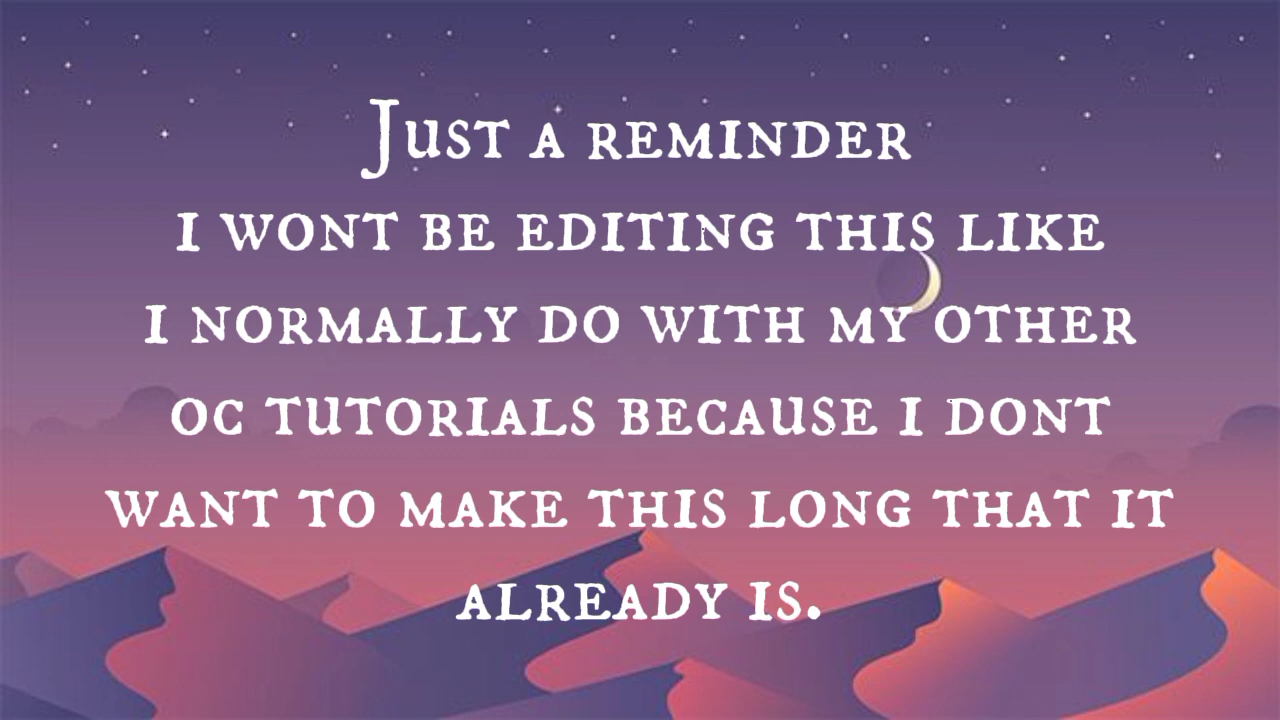 Just a reminder
i wont be editing this like
i normally do with my other
oc tutorials because i dont
want to make this long that it
already is.